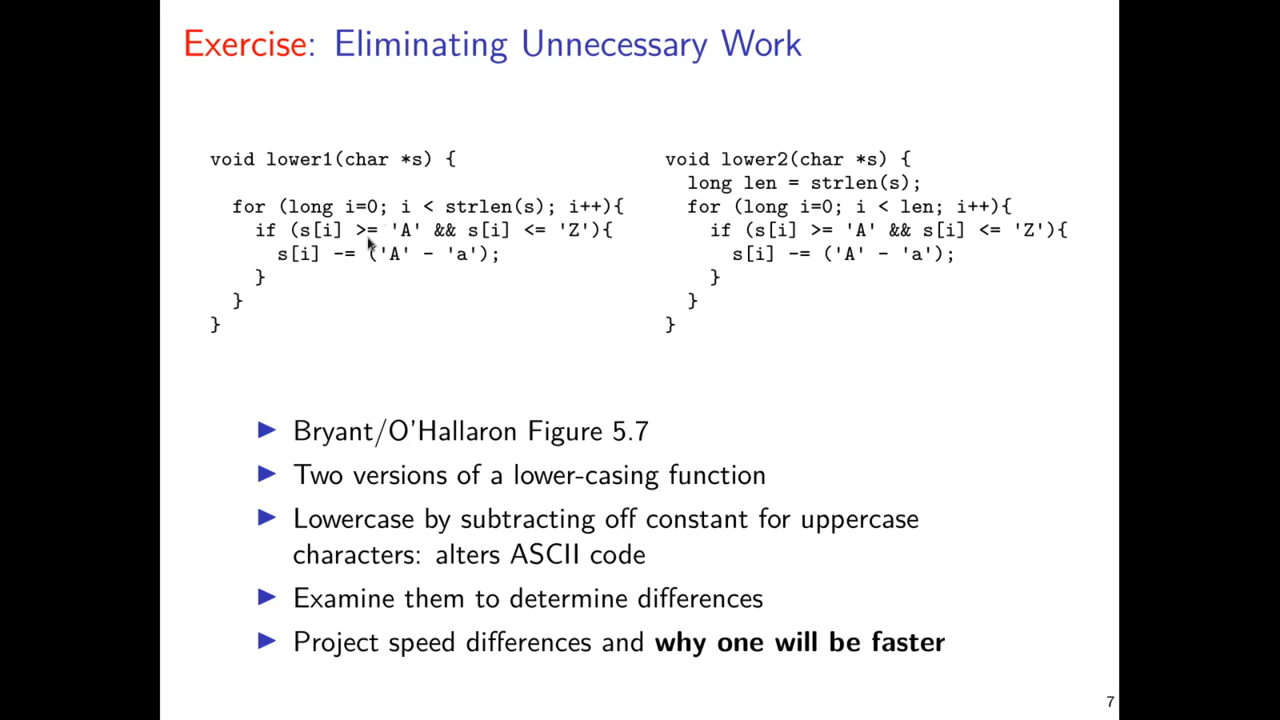 Exercise: Eliminating Unnecessary Work
void lower1(char *s) {
for (long i=0; i < strlen(s); i++){
if (s[i] >= 'A' && s[i] <= 'Z'){
s[i] -= ('A' - 'a');
}
}
}
void lower2(char *s) {
long len = strlen(s);
for (long i=0; i < len; i++){
if (s[i] >= 'A' && s[i] <= 'Z'){
s[i] -= ('A' - 'a');
}
}
}
▶ Bryant/O'Hallaron Figure 5.7
▶ Two versions of a lower-casing function
▶ Lowercase by subtracting off constant for uppercase
characters: alters ASCII code
▶ Examine them to determine differences
▶ Project speed differences and why one will be faster
7